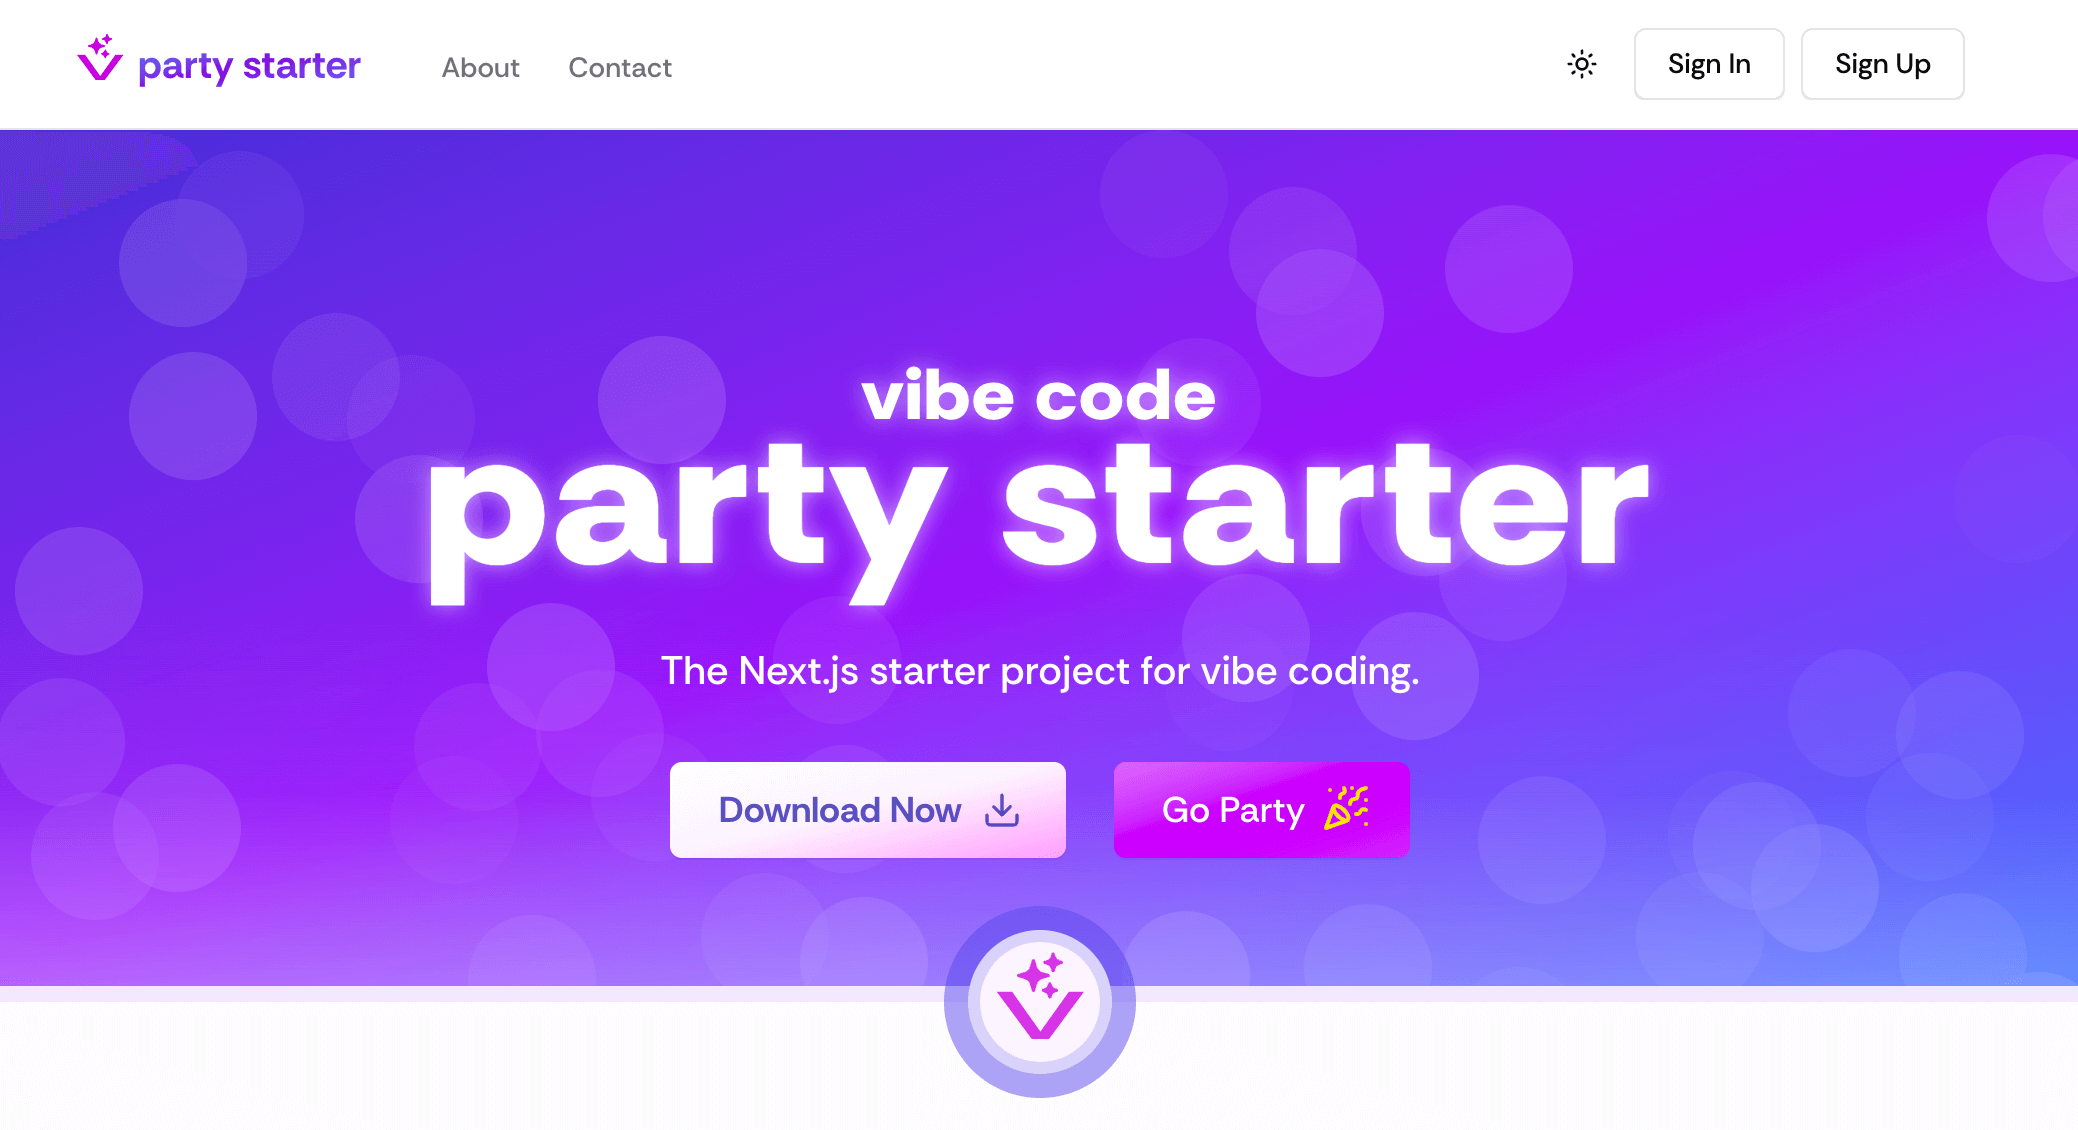 party starter
About
Contact
Sign In
Sign Up
vibe code
party starter
The Next.js starter project for vibe coding.
Download Now
Go Party